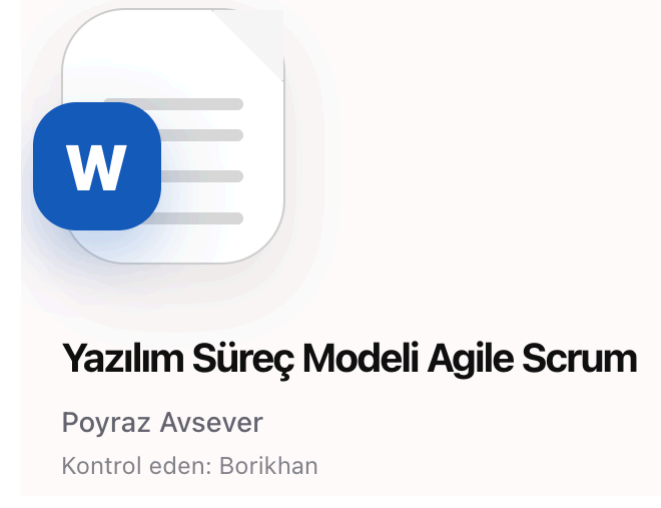 W
Yazılım Süreç Modeli Agile Scrum
Poyraz Avsever
Kontrol eden: Borikhan